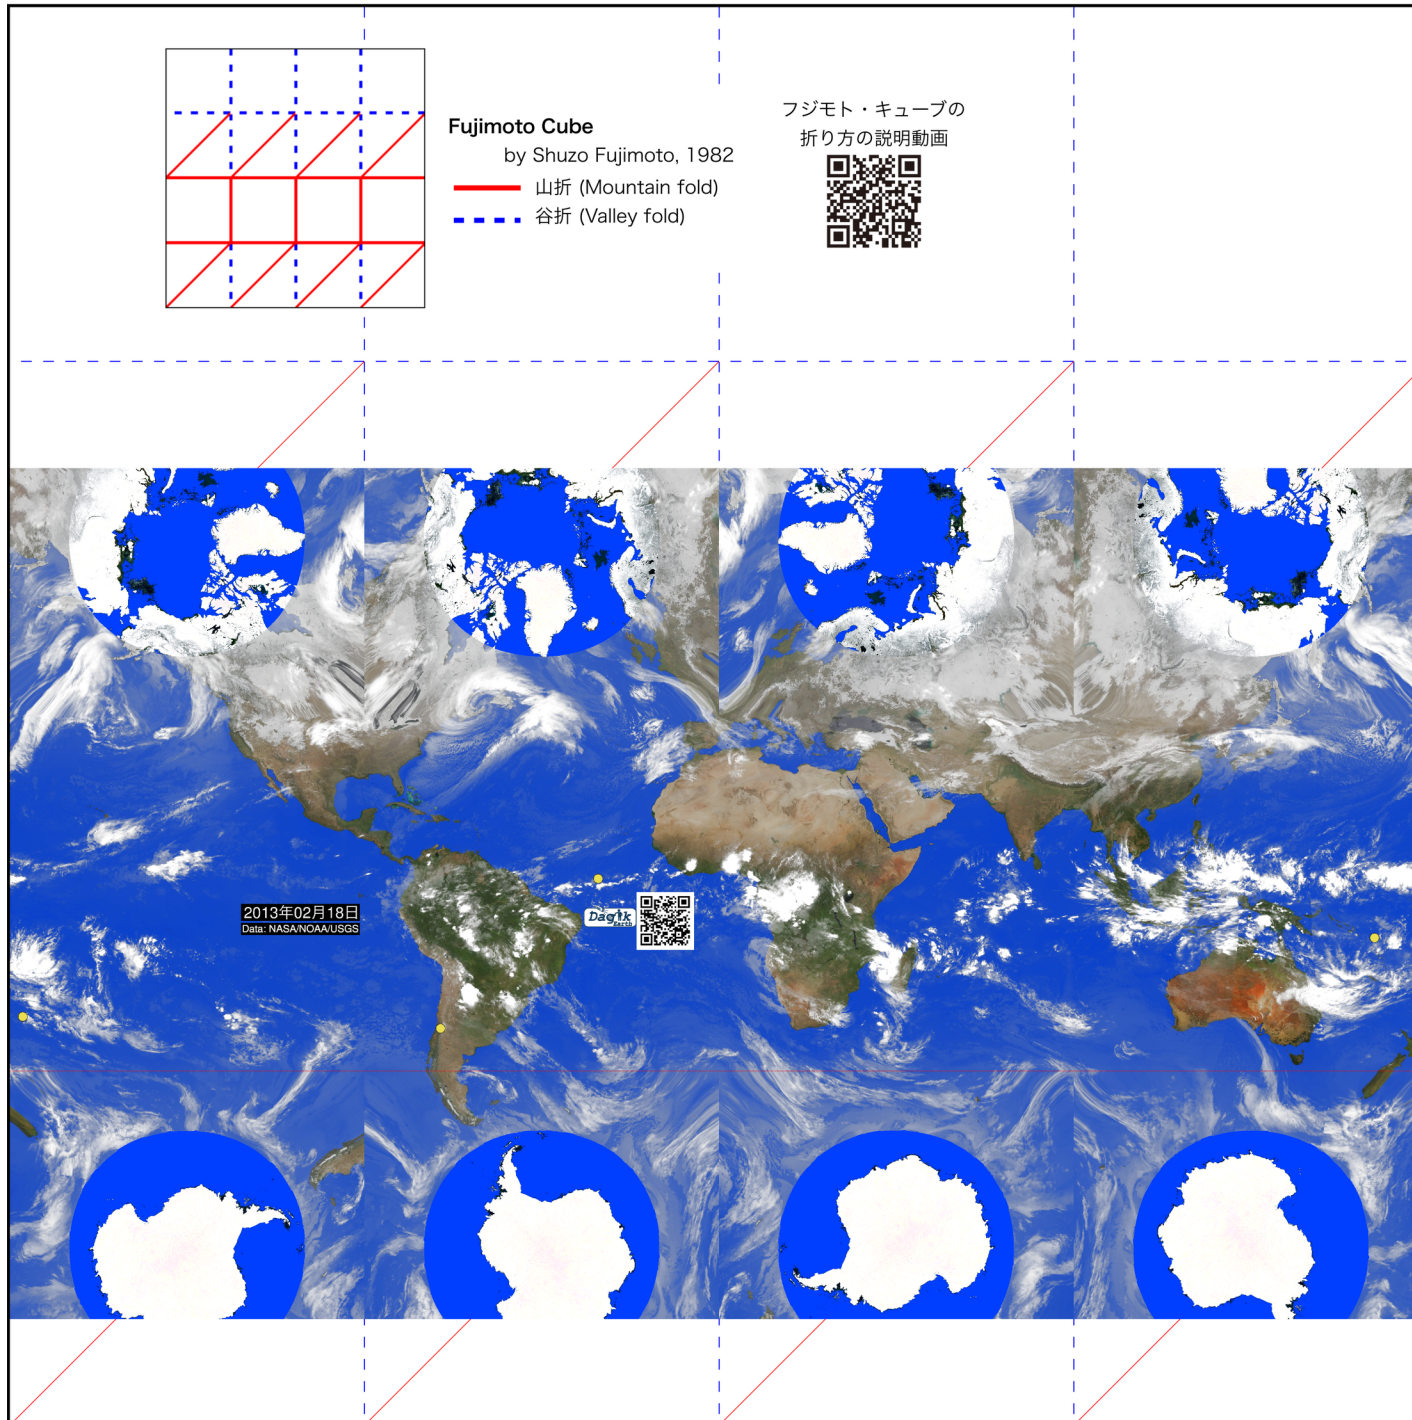 Fujimoto Cube
by Shuzo Fujimoto, 1982
山折 (Mountain fold)
谷折 (Valley fold)
フジモト・キューブの
折り方の説明動画
2013年02月18日
Data: NASA/NOAA/USGS
Dagik
Earth